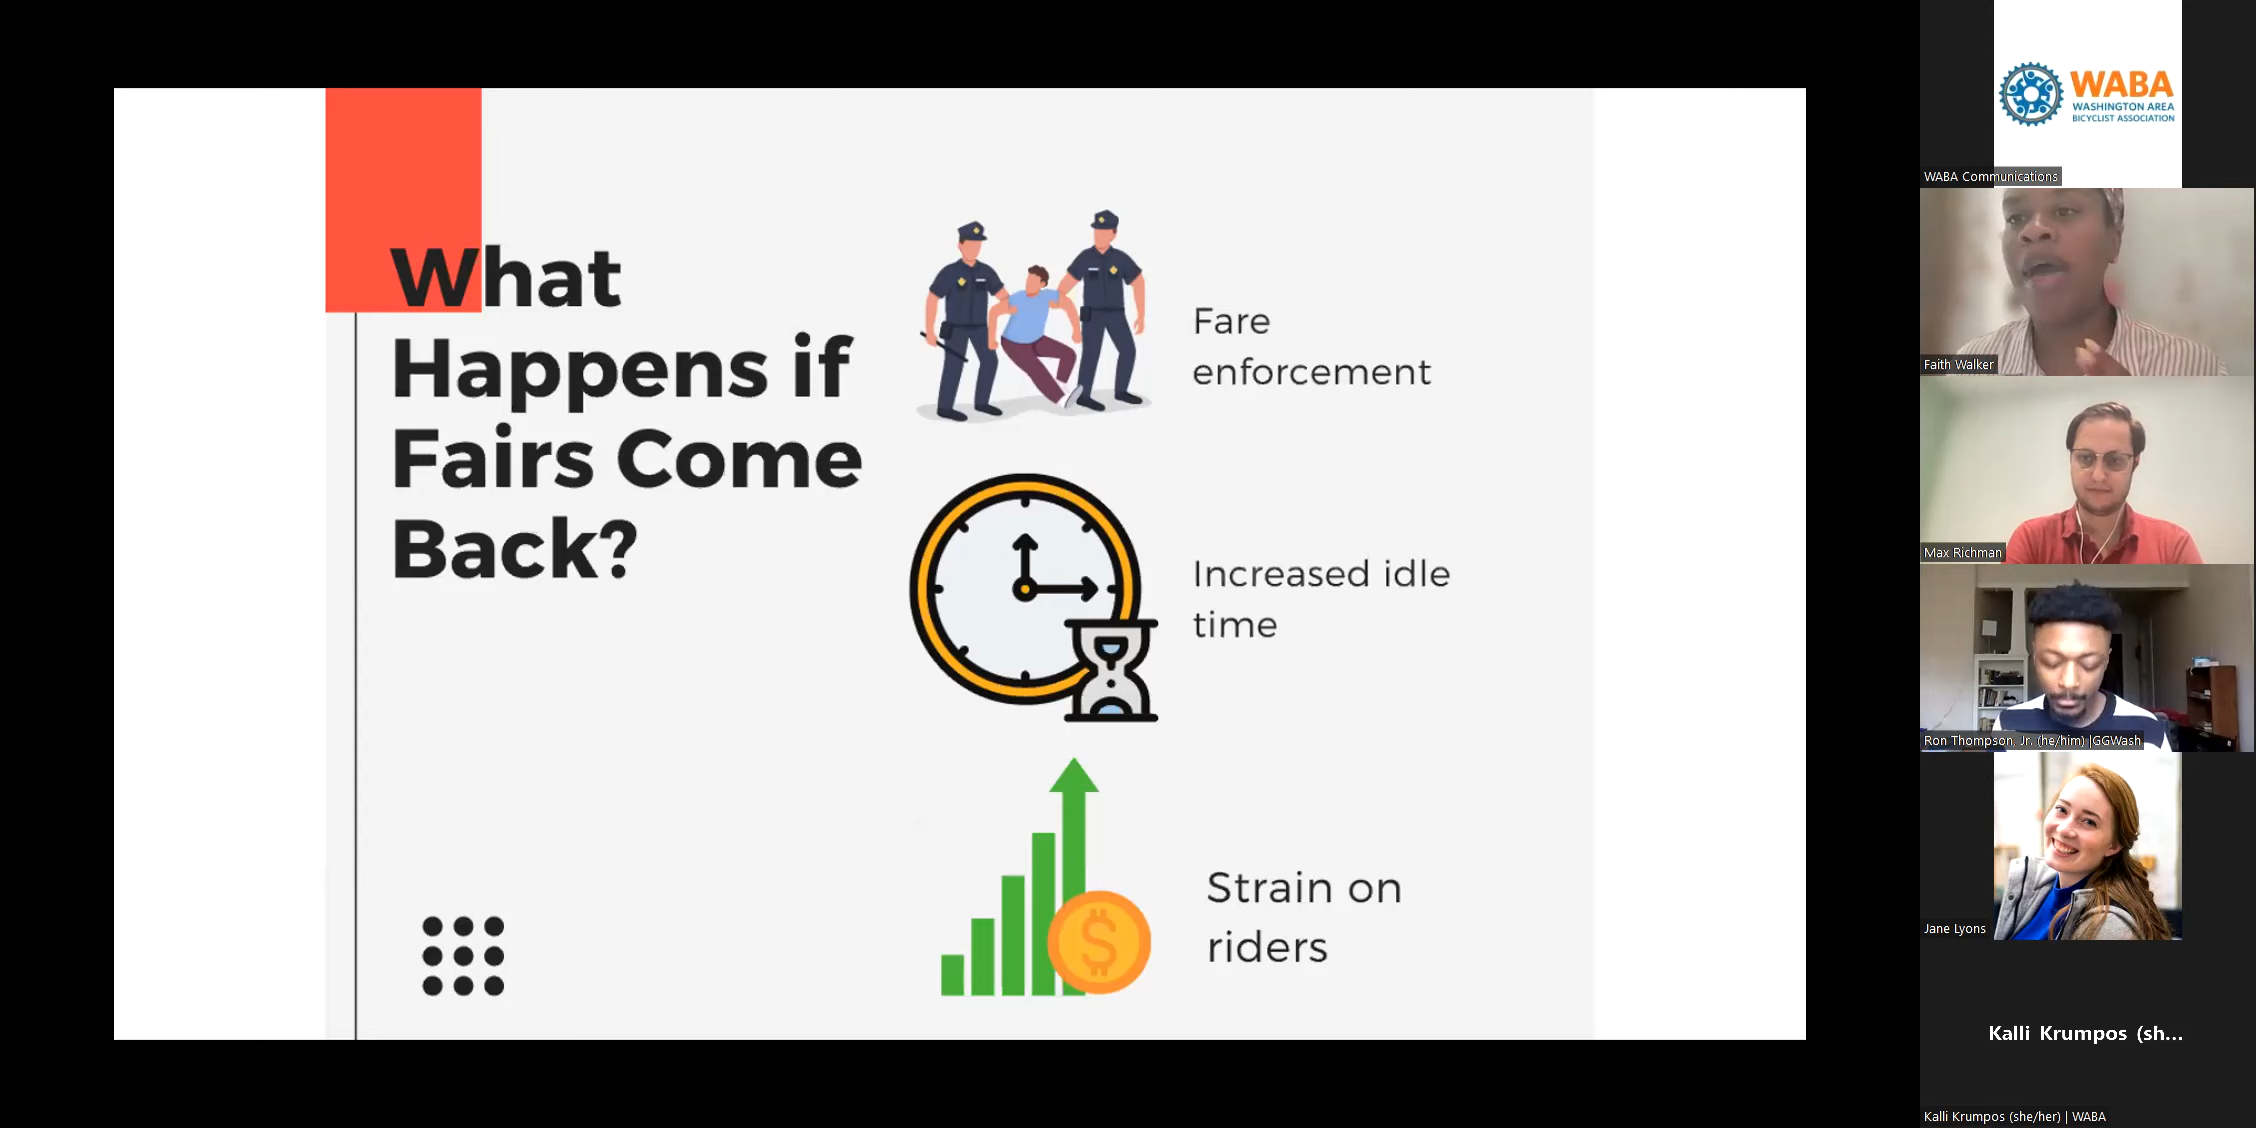 What
Happens if
Fairs Come
Back?
Fare
enforcement
Increased idle
time
$
Strain on
riders
WABA
WASHINGTON AREA
BICYCLIST ASSOCIATION
WABA Communications
Faith Walker
Max Richman
Ron Thompson, Jr. (he/him) |GGWash
Jane Lyons
Kalli Krumpos (sh...
Kalli Krumpos (she/her) | WABA